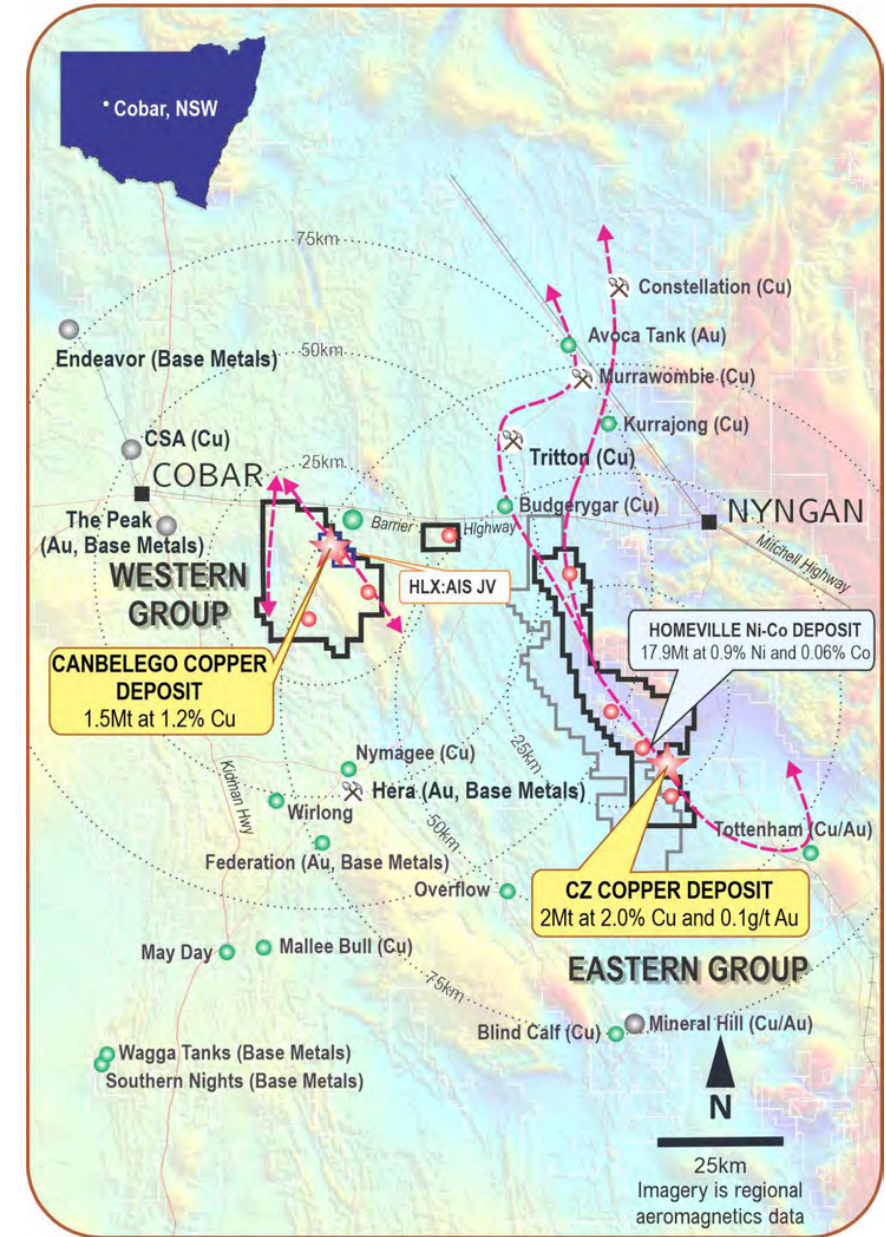 Cobar, NSW
75km
Constellation (Cu)
Endeavor (Base Metals)
50km
Avoca Tank (Au)
Murrawombie (Cu)
Kurrajong (Cu)
CSA (Cu)
Tritton (Cu)
25km
COBAR
Budgerygar (Cu)
NYNGAN
The Peak
(Au, Base Metals)
Barrier
Highway
Mitchell Highway
WESTERN
GROUP
HLX:AIS JV
HOMEVILLE Ni-Co DEPOSIT
17.9Mt at 0.9% Ni and 0.06% Co
CANBELEGO COPPER
DEPOSIT
1.5Mt at 1.2% Cu
25km
Nymagee (Cu)
Kidman Hwy
Hera (Au, Base Metals)
Wirlong
50km
Tottenham (Cu/Au)
Federation (Au, Base Metals)
Overflow
CZ COPPER DEPOSIT
2Mt at 2.0% Cu and 0.1g/t Au
May Day
Mallee Bull (Cu)
EASTERN GROUP
75km
Blind Calf (Cu)
Mineral Hill (Cu/Au)
Wagga Tanks (Base Metals)
Southern Nights (Base Metals)
N
25km
Imagery is regional
aeromagnetics data